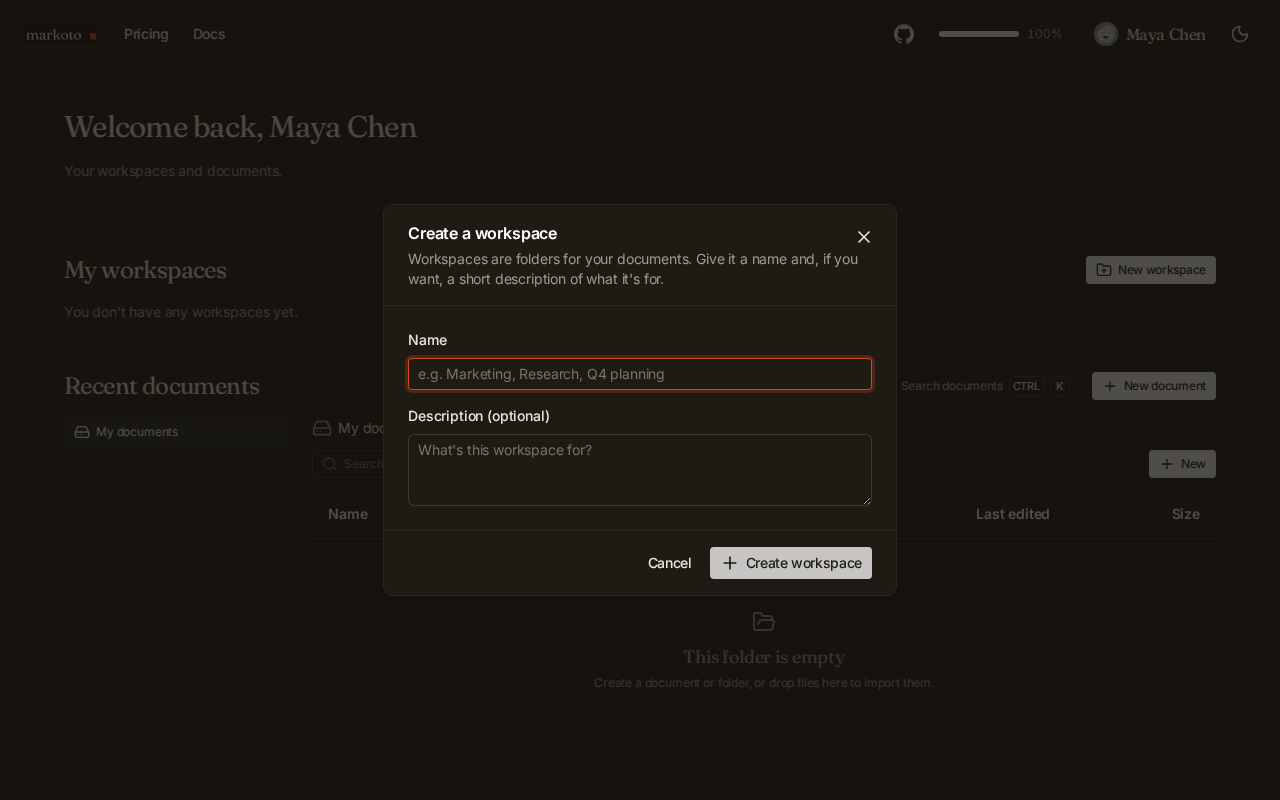 markoto Pricing Docs 100% Maya Chen
Welcome back, Maya Chen
Your workspaces and documents.
Create a workspace
Workspaces are folders for your documents. Give it a name and, if you
want, a short description of what it's for.
My workspaces
New workspace
You don't have any workspaces yet.
Name
e.g. Marketing, Research, Q4 planning
Recent documents
Search documents CTRL K
New document
Description (optional)
My documents
My doc
What's this workspace for?
Search
New
Name
Last edited
Size
Cancel
Create workspace
This folder is empty
Create a document or folder, or drop files here to import them.